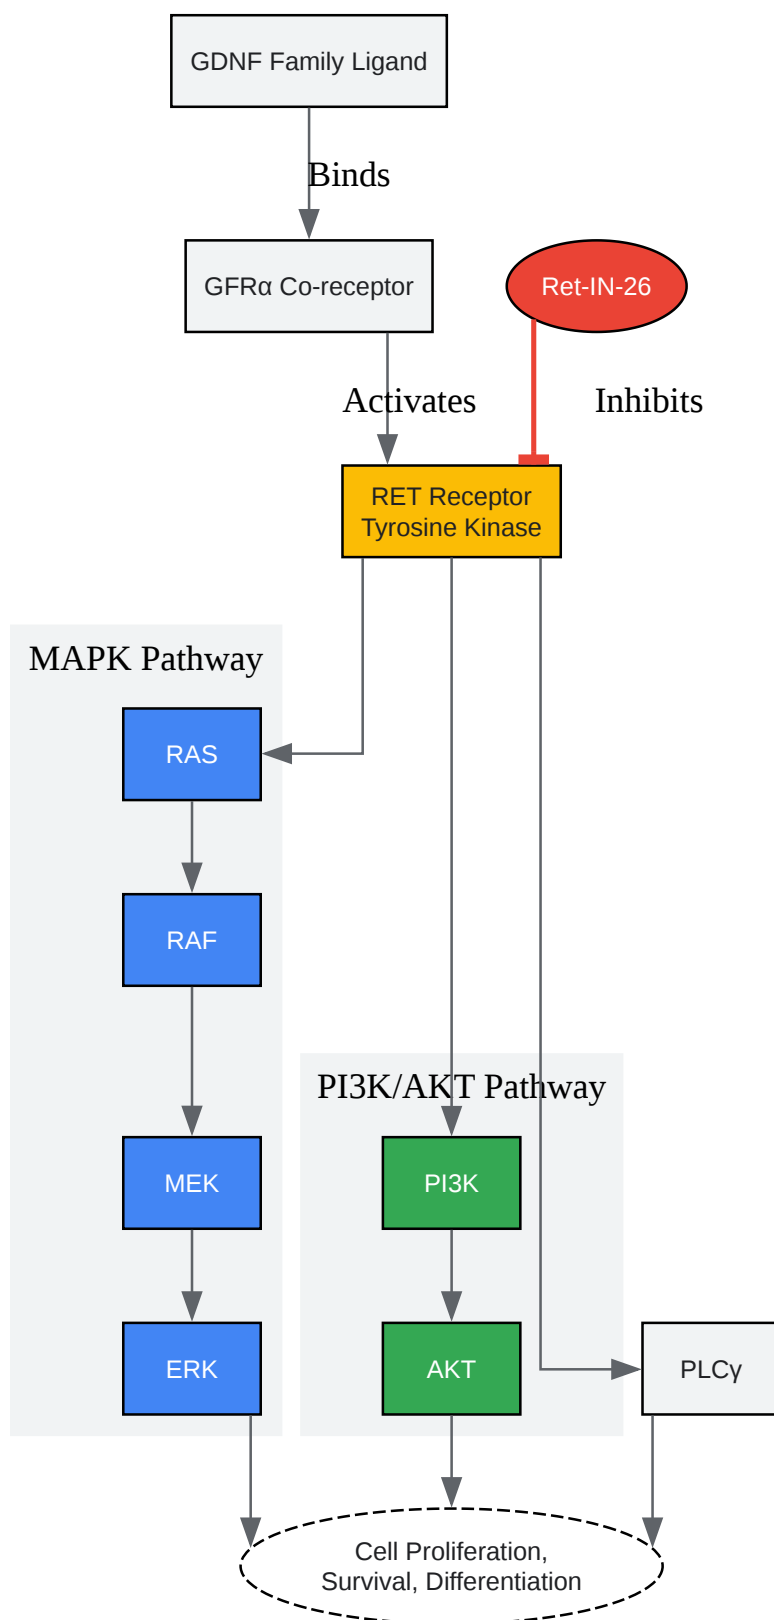 GDNF Family Ligand
Binds
GFRα Co-receptor
Ret-IN-26
Activates
Inhibits
RET Receptor
Tyrosine Kinase
MAPK Pathway
RAS
RAF
PI3K/AKT Pathway
MEK
PI3K
ERK
AKT
PLCγ
Cell Proliferation,
Survival, Differentiation